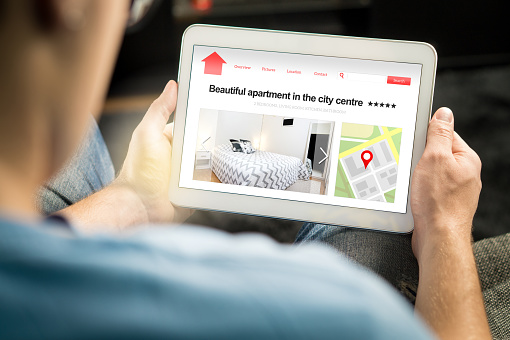 Overview Pictures Location Contact Search
Beautiful apartment in the city centre ★★★★★